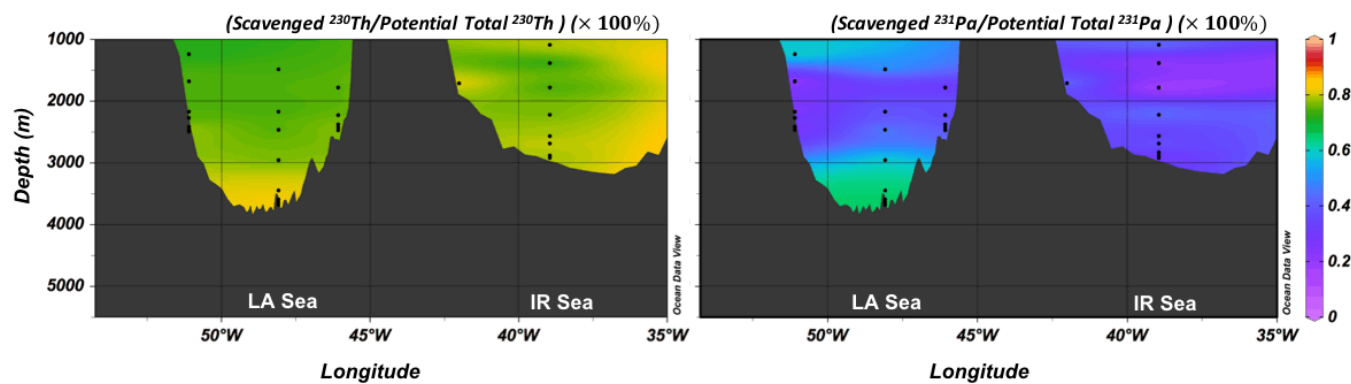 (Scavenged ²³⁰Th/Potential Total ²³⁰Th ) (× 100%)
(Scavenged ²³¹Pa/Potential Total ²³¹Pa ) (× 100%)
Depth (m)
1000
2000
3000
4000
5000
LA Sea
IR Sea
Ocean Data View
50°W
45°W
40°W
35°W
Longitude
LA Sea
IR Sea
Ocean Data View
50°W
45°W
40°W
35°W
Longitude
1
0.8
0.6
0.4
0.2
0